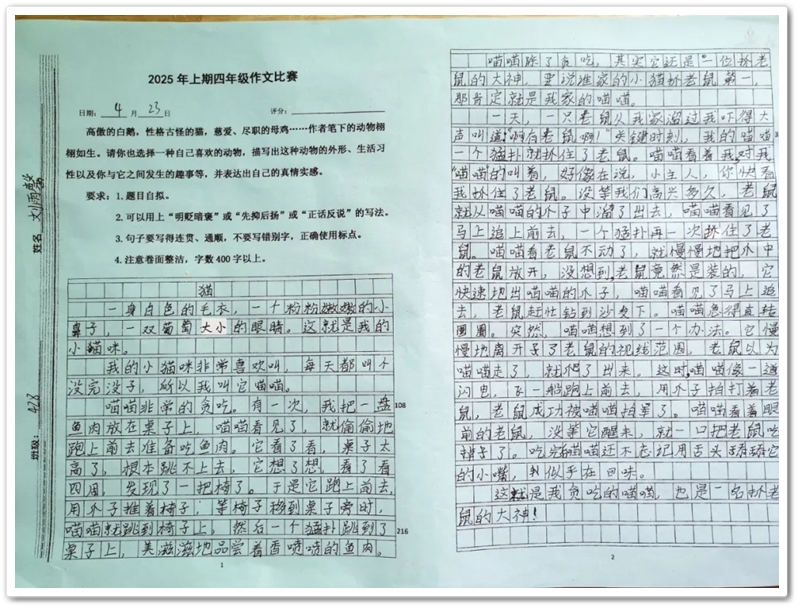 2025年上期四年级作文比赛
日期：4月23日 评分：
高傲的白鹅，性格古怪的猫，慈爱、尽职的母鸡……作者笔下的动物栩
栩如生。请你也选择一种自己喜欢的动物，描写出这种动物的外形、生活习
性以及你与它之间发生的趣事等，并表达出自己的真情实感。
要求：1.题目自拟。
2.可以用上“明贬暗褒”或“先抑后扬”或“正话反说”的写法。
3.句子要写得连贯、通顺，不要写错别字，正确使用标点。
4.注意卷面整洁，字数400字以上。
姓名
班级：428
猫
一身白色的毛衣，一个粉粉嫩嫩的小
鼻子，一双葡萄大小的眼睛。这就是我的
小猫咪。
我的小猫咪非常喜欢叫，每天都叫个
没完没了，所以我叫它喵喵。
喵喵非常的贪吃。有一次，我把一盘
108
鱼肉放在桌子上，喵喵看见了，就偷偷地
跑上前去准备吃鱼肉。它看了看，桌子太
高了，根本跳不上去，它想了想，看了看
四周，发现了一把椅子。于是它跑上前去，
用爪子推着椅子，等椅子移到桌子旁时，
喵喵就跳到椅子上，然后一个猛扑跳到了
216
桌子上，美滋滋地品尝着香喷喷的鱼肉。
1
喵喵除了贪吃，其实它还是一位抓老
鼠的大神。要说谁家的小猫抓老鼠第一，
那肯定就是我家的喵喵。
一天，一只老鼠从我家溜过我吓得大
声叫道“啊有老鼠啊！”关键时刻，我的喵喵
一个猛扑就抓住了老鼠。喵喵看着我，对我
“喵喵”的叫着，好像在说，小主人，你快看
我抓住了老鼠。没等我们高兴多久，老鼠
就从喵喵的爪子中溜了出去，喵喵看见了
马上追上前去，一个猛扑再一次抓住了老
鼠。喵喵看老鼠不动了，就慢慢地把爪中
的老鼠放开，没想到老鼠竟然是装的，它
快速地出喵喵的爪子，喵喵看见了马上追
去，老鼠赶忙钻到沙发下。喵喵急得直转
圈圈。突然，喵喵想到了一个办法。它慢
慢地离开了老鼠的视线范围，老鼠以为
喵喵走了，就爬了出来。这时喵喵像一道
闪电，飞一般跑上前去，用爪子拍打着老
鼠，老鼠成功被喵喵拍晕了。喵喵看着眼
前的老鼠，没等它醒来，就一口把老鼠吃
掉了。吃完喵喵还不忘记用舌头舔舔它
的小嘴，似乎在回味。
这就是我贪吃的喵喵，也是一名抓老
鼠的大神！
2